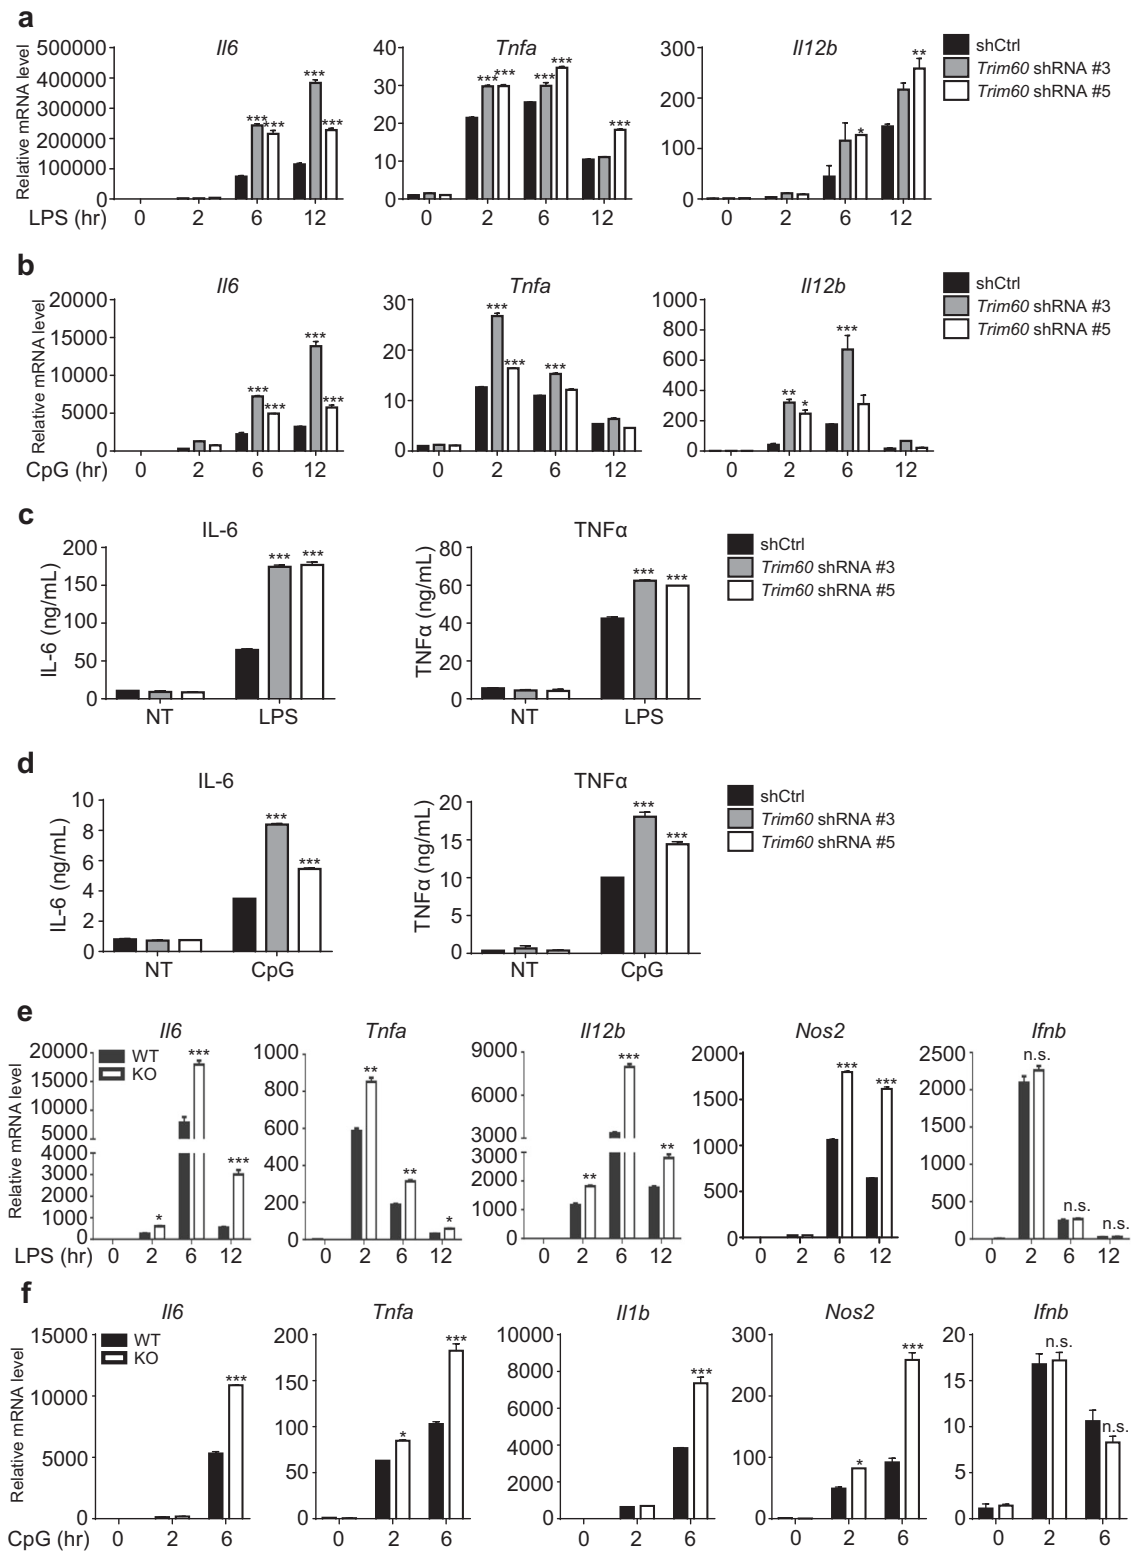 a
Il6
Tnfa
Il12b
Relative mRNA level
500000
400000
300000
200000
100000
0
*** *** *** ***
LPS (hr)
0 2 6 12
40
30
20
10
0
*** *** *** *** ***
0 2 6 12
300
200
100
0
* **
0 2 6 12
shCtrl
Trim60 shRNA #3
Trim60 shRNA #5
b
Il6
Tnfa
Il12b
Relative mRNA level
20000
15000
10000
5000
0
*** *** *** ***
CpG (hr)
0 2 6 12
30
20
10
0
*** *** ***
0 2 6 12
1000
800
600
400
200
0
** * ***
0 2 6 12
shCtrl
Trim60 shRNA #3
Trim60 shRNA #5
c
IL-6
IL-6 (ng/mL)
200
150
100
50
0
*** ***
NT LPS
TNFα
TNFα (ng/mL)
80
60
40
20
0
*** ***
NT LPS
shCtrl
Trim60 shRNA #3
Trim60 shRNA #5
d
IL-6
IL-6 (ng/mL)
10
8
6
4
2
0
*** ***
NT CpG
TNFα
TNFα (ng/mL)
20
15
10
5
0
*** ***
NT CpG
shCtrl
Trim60 shRNA #3
Trim60 shRNA #5
e
Il6
Relative mRNA level
20000
15000
10000
5000
4000
3000
2000
1000
0
WT
KO
* *** ***
LPS (hr)
0 2 6 12
Tnfa
1000
800
600
400
200
0
** ** *
0 2 6 12
Il12b
9000
6000
3000
3000
2000
1000
0
** *** **
0 2 6 12
Nos2
2000
1500
1000
500
0
*** ***
0 2 6 12
Ifnb
2500
2000
1500
1000
500
0
n.s. n.s. n.s.
0 2 6 12
f
Il6
Relative mRNA level
15000
10000
5000
0
WT
KO
***
CpG (hr)
0 2 6
Tnfa
200
150
100
50
0
* ***
0 2 6
Il1b
10000
8000
6000
4000
2000
0
***
0 2 6
Nos2
300
200
100
0
* ***
0 2 6
Ifnb
20
15
10
5
0
n.s. n.s.
0 2 6